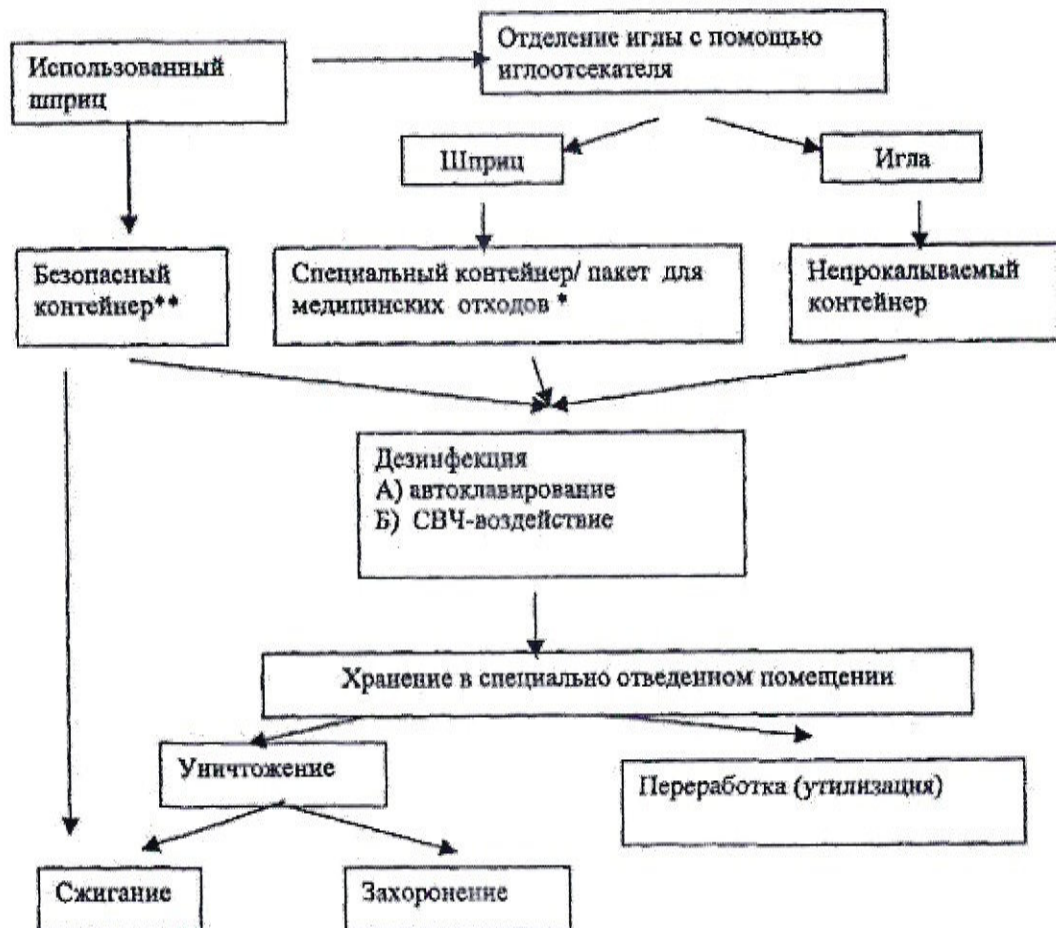 Использованный
шприц
Отделение иглы с помощью
иглоотсекателя
Шприц
Игла
Безопасный
контейнер**
Специальный контейнер/ пакет для
медицинских отходов *
Непрокалываемый
контейнер
Дезинфекция
А) автоклавирование
Б) СВЧ-воздействие
Хранение в специально отведенном помещении
Уничтожение
Переработка (утилизация)
Сжигание
Захоронение